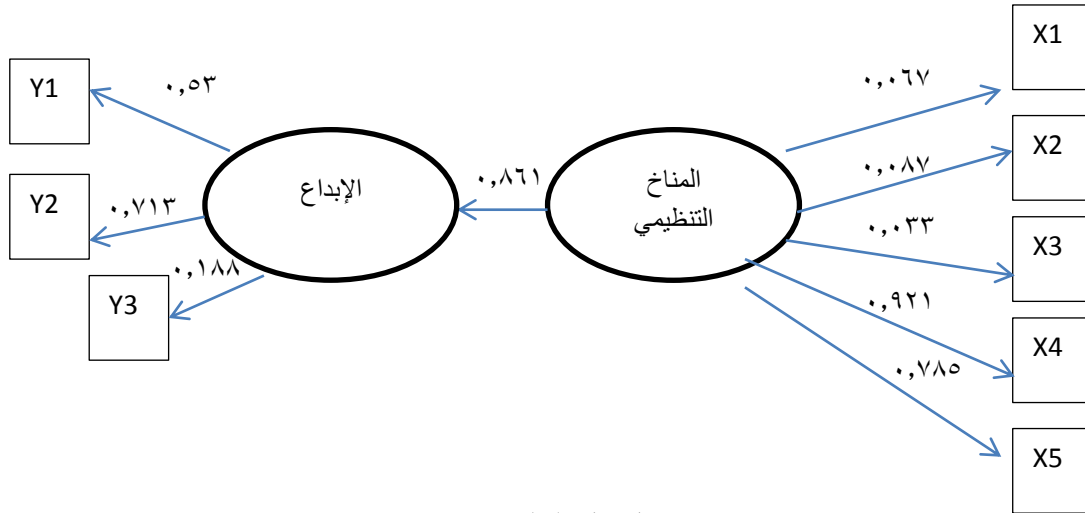 X1
٠,٠٦٧
Y1
٠,٥٣
X2
٠,٠٨٧
المناخ
التنظيمي
٠,٨٦١
الإبداع
Y2
٠,٧١٣
X3
٠,٠٣٣
Y3
٠,١٨٨
X4
٠,٩٢١
X5
٠,٧٨٥